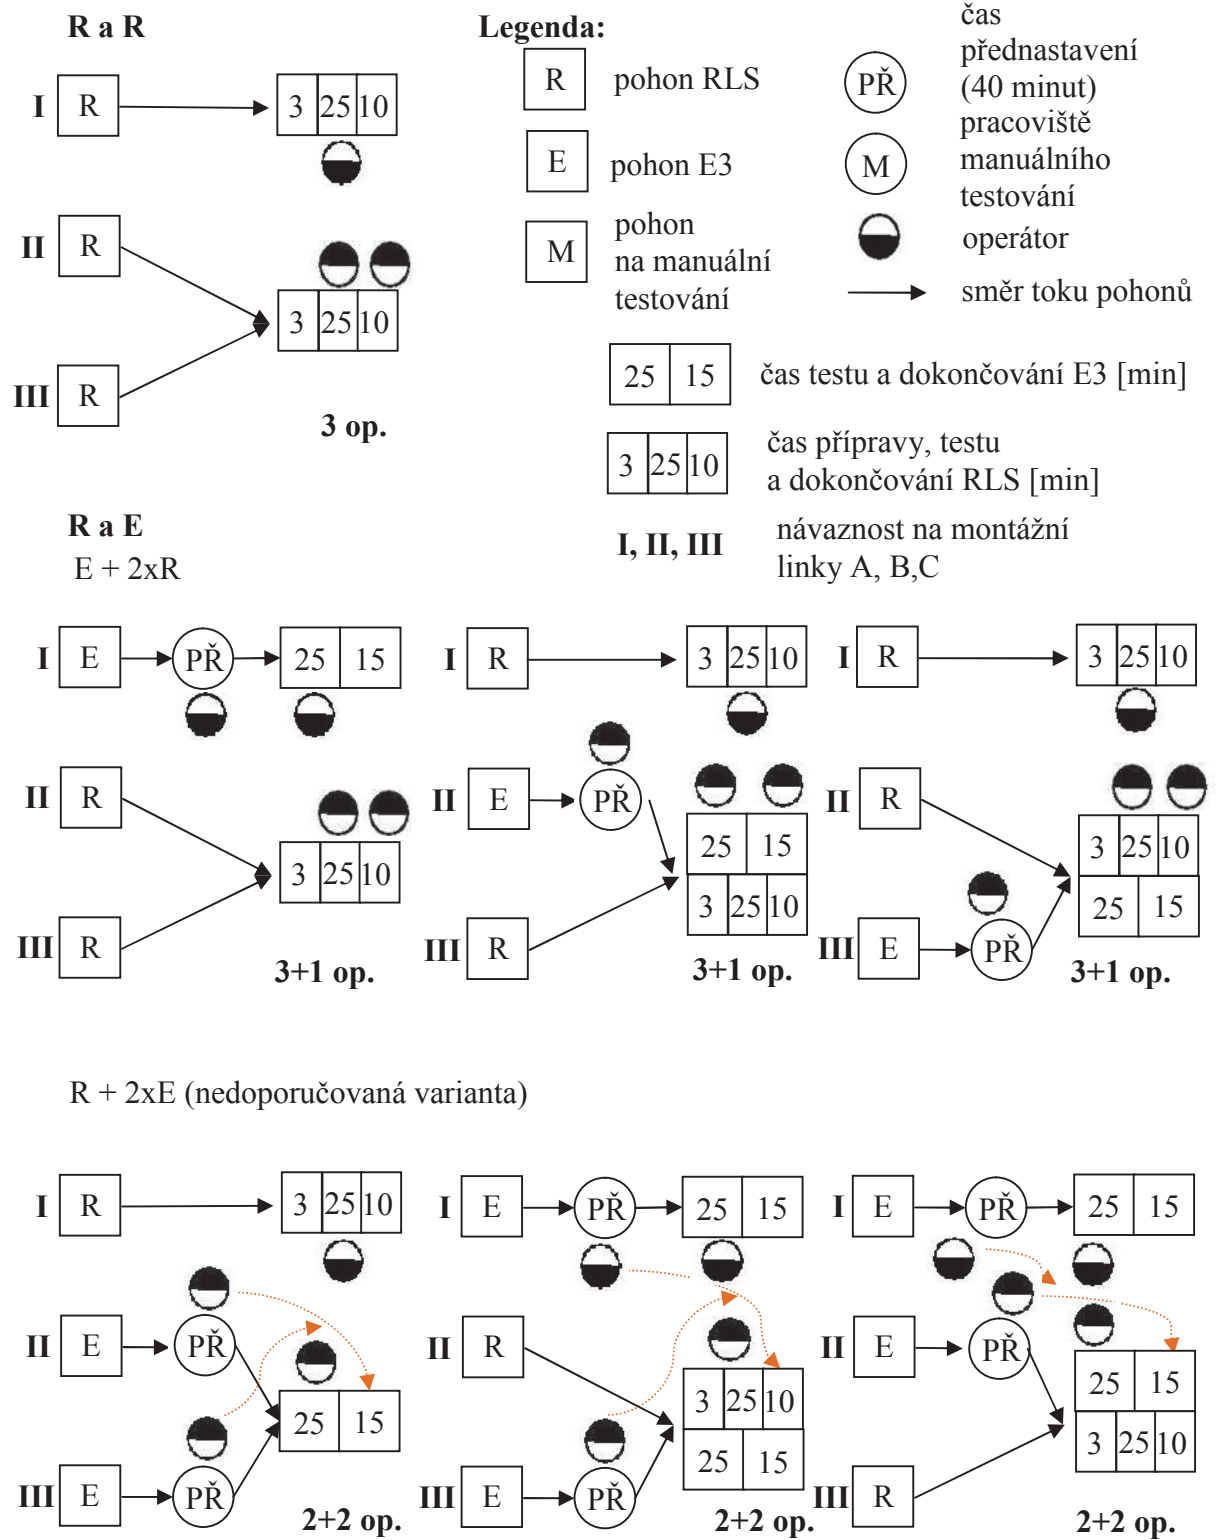 R a R
I R 3 25 10
II R
3 25 10
III R
3 op.
Legenda:
R pohon RLS
E pohon E3
M pohon
na manuální
testování
PŘ čas
přednastavení
(40 minut)
M pracoviště
manuálního
testování
operátor
směr toku pohonů
25 15 čas testu a dokončování E3 [min]
3 25 10 čas přípravy, testu
a dokončování RLS [min]
I, II, III návaznost na montážní
linky A, B,C
R a E
E + 2xR
I E PŘ 25 15
II R
3 25 10
III R
3+1 op.
I R 3 25 10
II E PŘ
25 15
3 25 10
III R
3+1 op.
I R 3 25 10
II R
3 25 10
25 15
III E PŘ
3+1 op.
R + 2xE (nedoporučovaná varianta)
I R 3 25 10
II E PŘ
25 15
III E PŘ
2+2 op.
I E PŘ 25 15
II R
3 25 10
25 15
III E PŘ
2+2 op.
I E PŘ 25 15
II E PŘ
25 15
3 25 10
III R
2+2 op.